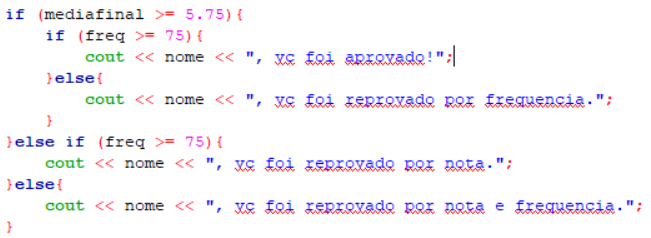 if (mediafinal >= 5.75){
    if (freq >= 75){
        cout << nome << ", vc foi aprovado!";
    }else{
        cout << nome << ", vc foi reprovado por frequencia.";
    }
}else if (freq >= 75){
    cout << nome << ", vc foi reprovado por nota.";
}else{
    cout << nome << ", vc foi reprovado por nota e frequencia.";
}